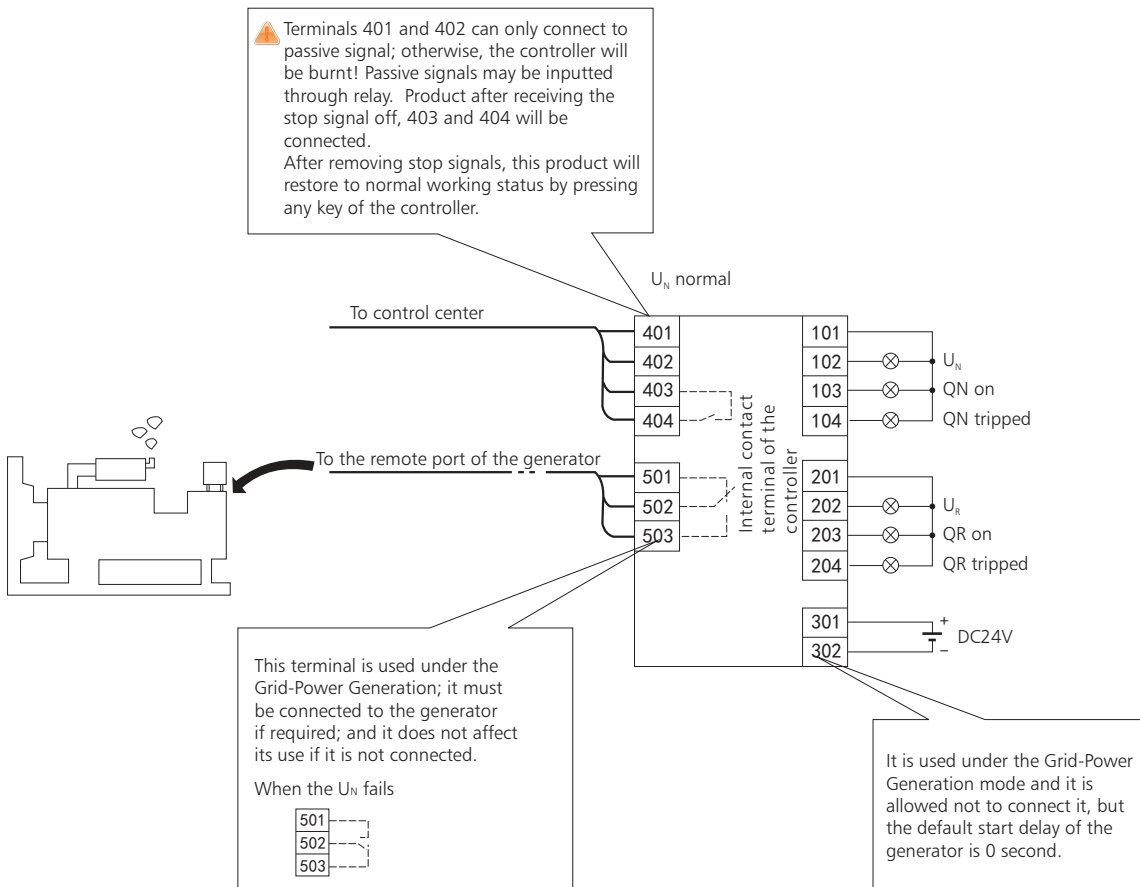 Terminals 401 and 402 can only connect to
passive signal; otherwise, the controller will
be burnt! Passive signals may be inputted
through relay.  Product after receiving the
stop signal off, 403 and 404 will be
connected.
After removing stop signals, this product will
restore to normal working status by pressing
any key of the controller.
UN normal
To control center
401
402
403
404
To the remote port of the generator
501
502
503
Internal contact
terminal of the
controller
101
102
103
104
UN
QN on
QN tripped
201
202
203
204
UR
QR on
QR tripped
301
302
+
DC24V
–
This terminal is used under the
Grid-Power Generation; it must
be connected to the generator
if required; and it does not affect
its use if it is not connected.
When the UN fails
501
502
503
It is used under the Grid-Power
Generation mode and it is
allowed not to connect it, but
the default start delay of the
generator is 0 second.